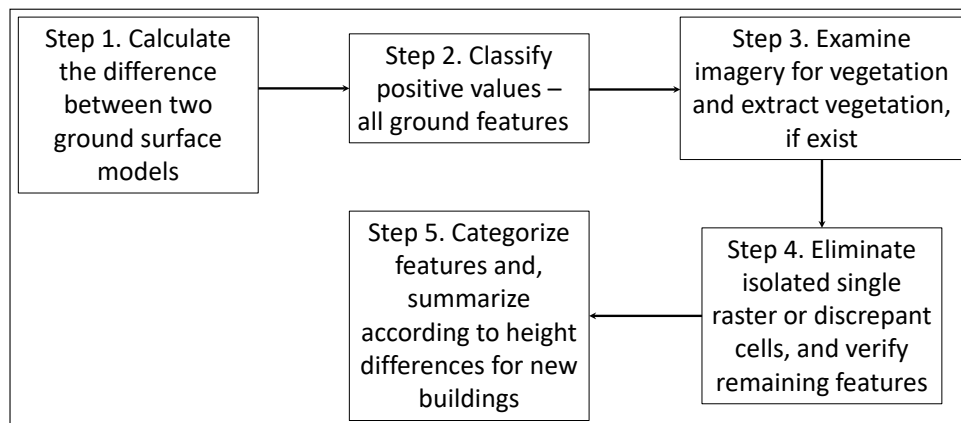 Step 1. Calculate
the difference
between two
ground surface
models
Step 2. Classify
positive values –
all ground features
Step 3. Examine
imagery for vegetation
and extract vegetation,
if exist
Step 4. Eliminate
isolated single
raster or discrepant
cells, and verify
remaining features
Step 5. Categorize
features and,
summarize
according to height
differences for new
buildings